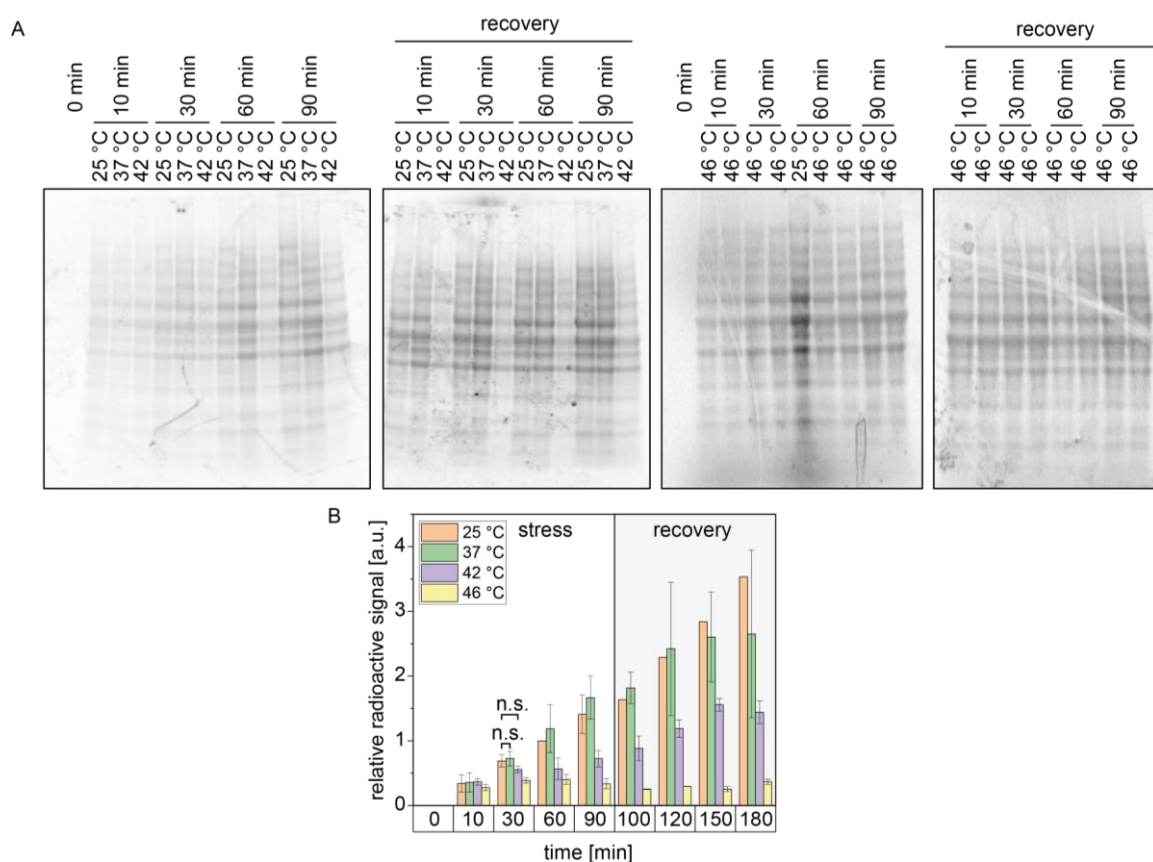 A
recovery
recovery
0 min
10 min
30 min
60 min
90 min
10 min
30 min
60 min
90 min
0 min
10 min
30 min
60 min
90 min
10 min
30 min
60 min
90 min
25 °C
37 °C
42 °C
25 °C
37 °C
42 °C
25 °C
37 °C
42 °C
25 °C
37 °C
42 °C
25 °C
37 °C
42 °C
25 °C
37 °C
42 °C
25 °C
37 °C
42 °C
25 °C
37 °C
42 °C
46 °C
46 °C
46 °C
46 °C
25 °C
46 °C
46 °C
46 °C
46 °C
46 °C
46 °C
46 °C
46 °C
46 °C
46 °C
46 °C
46 °C
B
25 °C
37 °C
42 °C
46 °C
stress
recovery
relative radioactive signal [a.u.]
4
3
2
1
0
n.s.
n.s.
0 10 30 60 90 100 120 150 180
time [min]